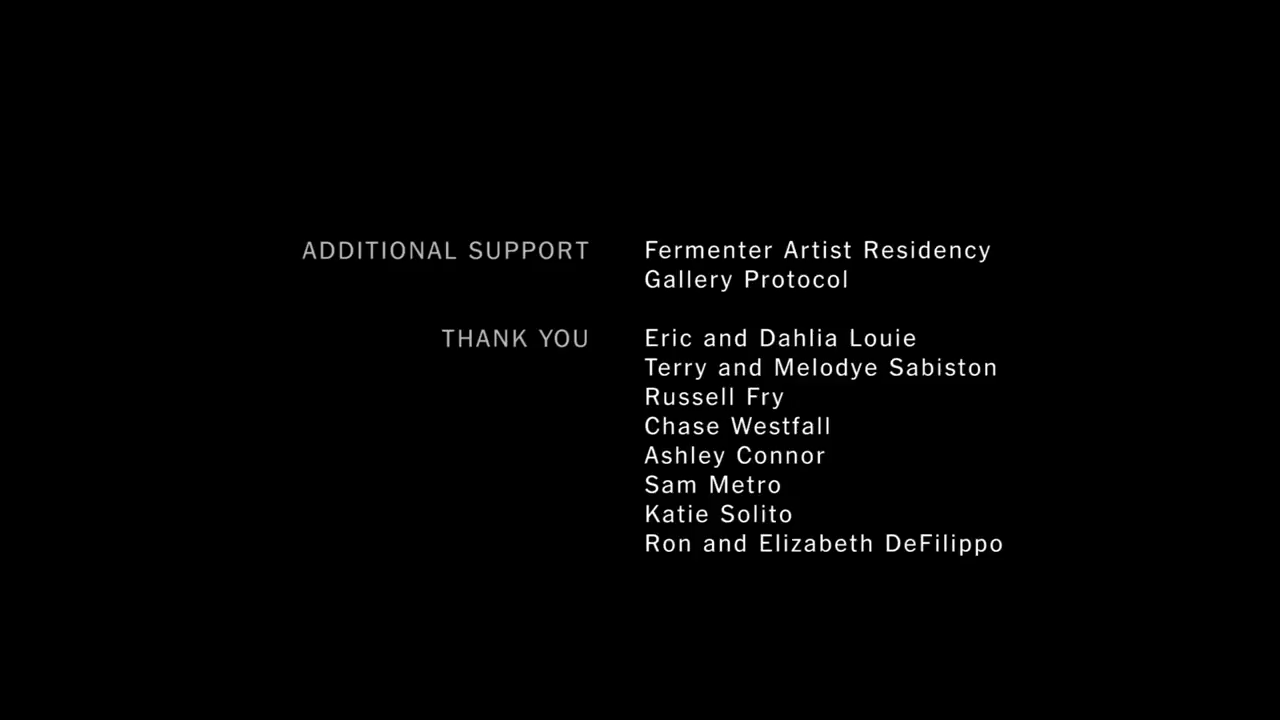 ADDITIONAL SUPPORT Fermenter Artist Residency
Gallery Protocol
THANK YOU Eric and Dahlia Louie
Terry and Melodye Sabiston
Russell Fry
Chase Westfall
Ashley Connor
Sam Metro
Katie Solito
Ron and Elizabeth DeFilippo